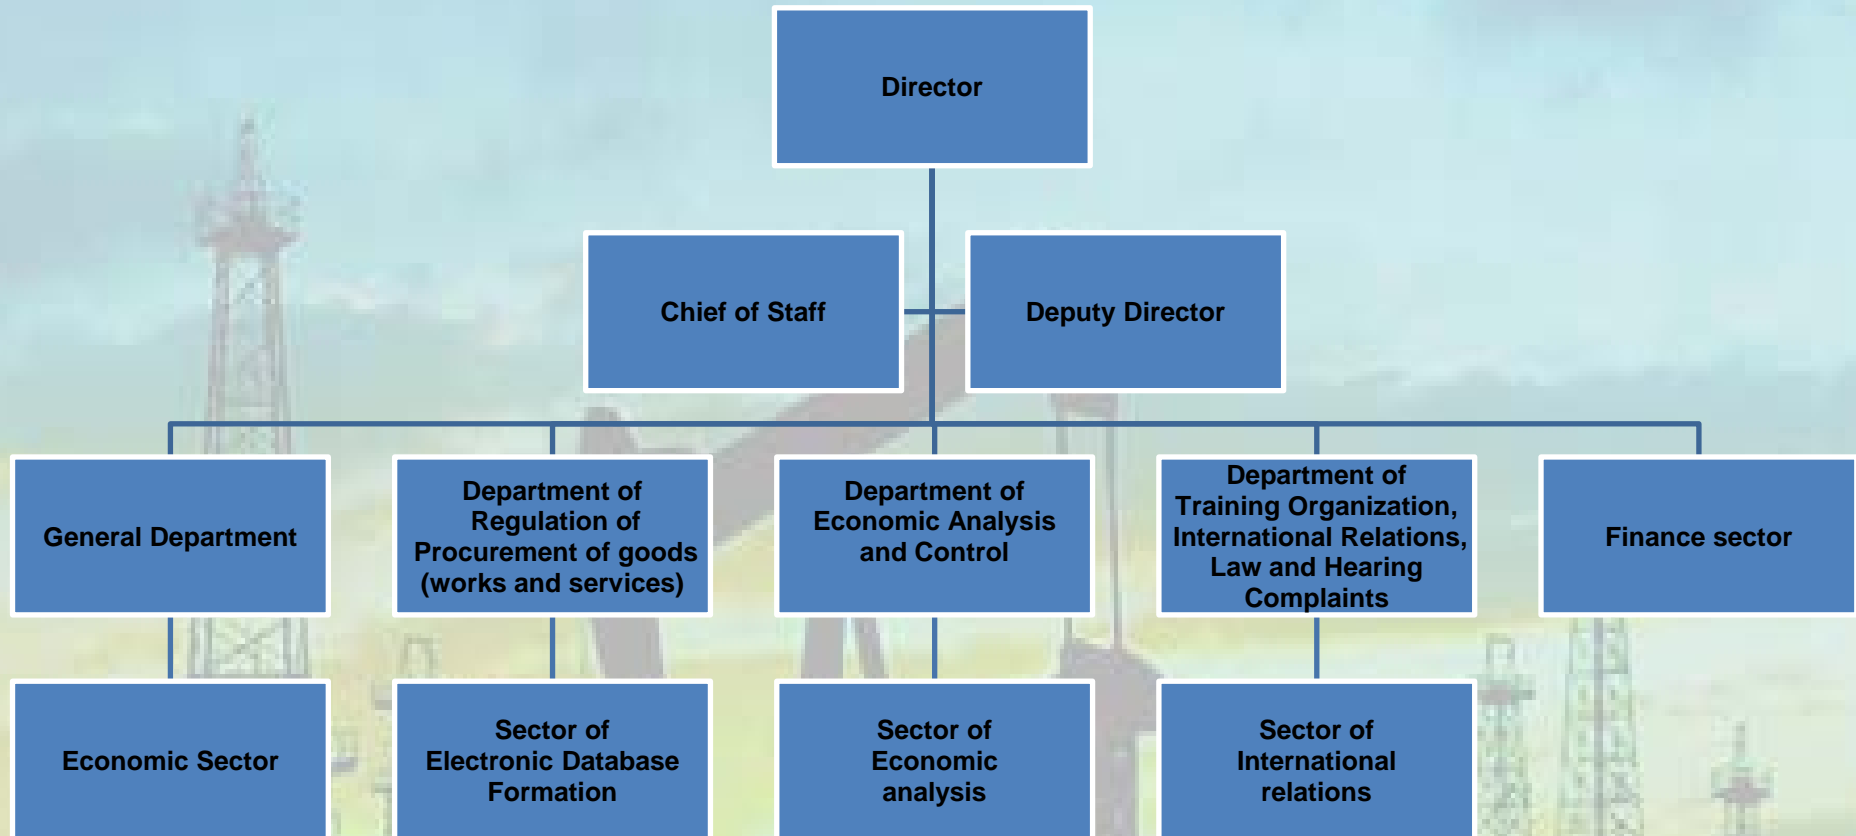 Director
Chief of Staff
Deputy Director
General Department
Department of
Regulation of
Procurement of goods
(works and services)
Department of
Economic Analysis
and Control
Department of
Training Organization,
International Relations,
Law and Hearing
Complaints
Finance sector
Economic Sector
Sector of
Electronic Database
Formation
Sector of
Economic
analysis
Sector of
International
relations